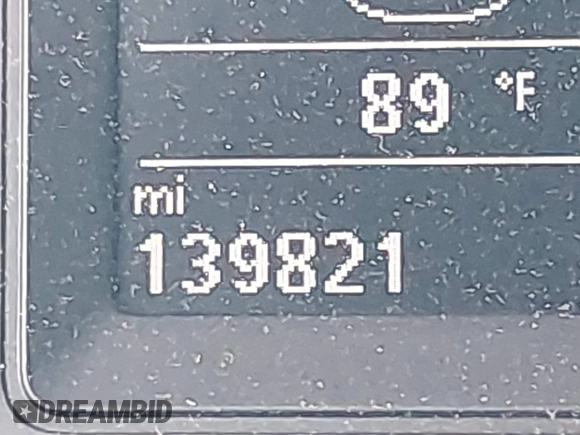 89 °F
mi
139821
DREAMBID